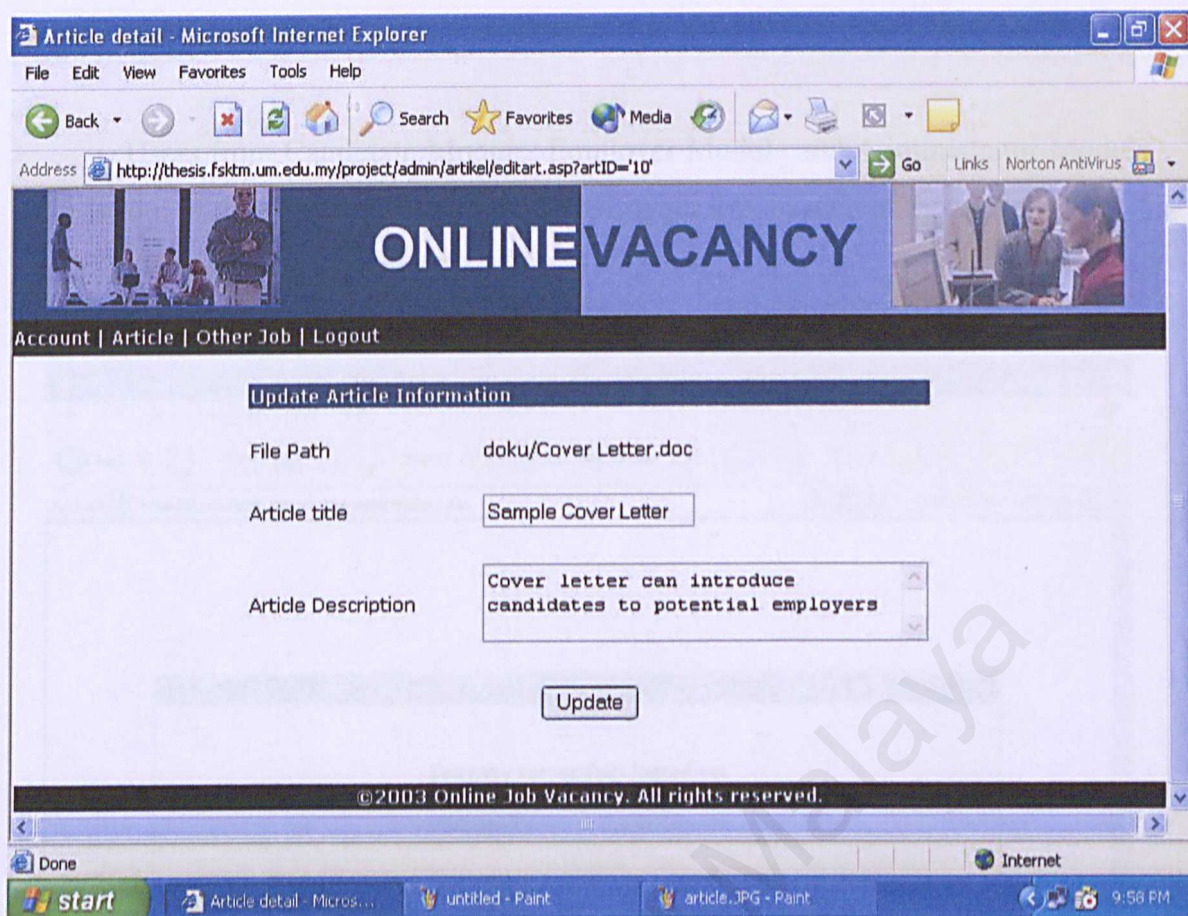 Article detail - Microsoft Internet Explorer
File Edit View Favorites Tools Help
Back Search Favorites Media
Address http://thesis.fsktm.um.edu.my/project/admin/artikel/editart.asp?artID='10' Go Links Norton AntiVirus
ONLINE VACANCY
Account | Article | Other Job | Logout
Update Article Information
File Path doku/Cover Letter.doc
Article title Sample Cover Letter
Article Description Cover letter can introduce
candidates to potential employers
Update
©2003 Online Job Vacancy. All rights reserved.
Done Internet
start Article detail - Micros... untitled - Paint article.JPG - Paint 9:58 PM
Malaya